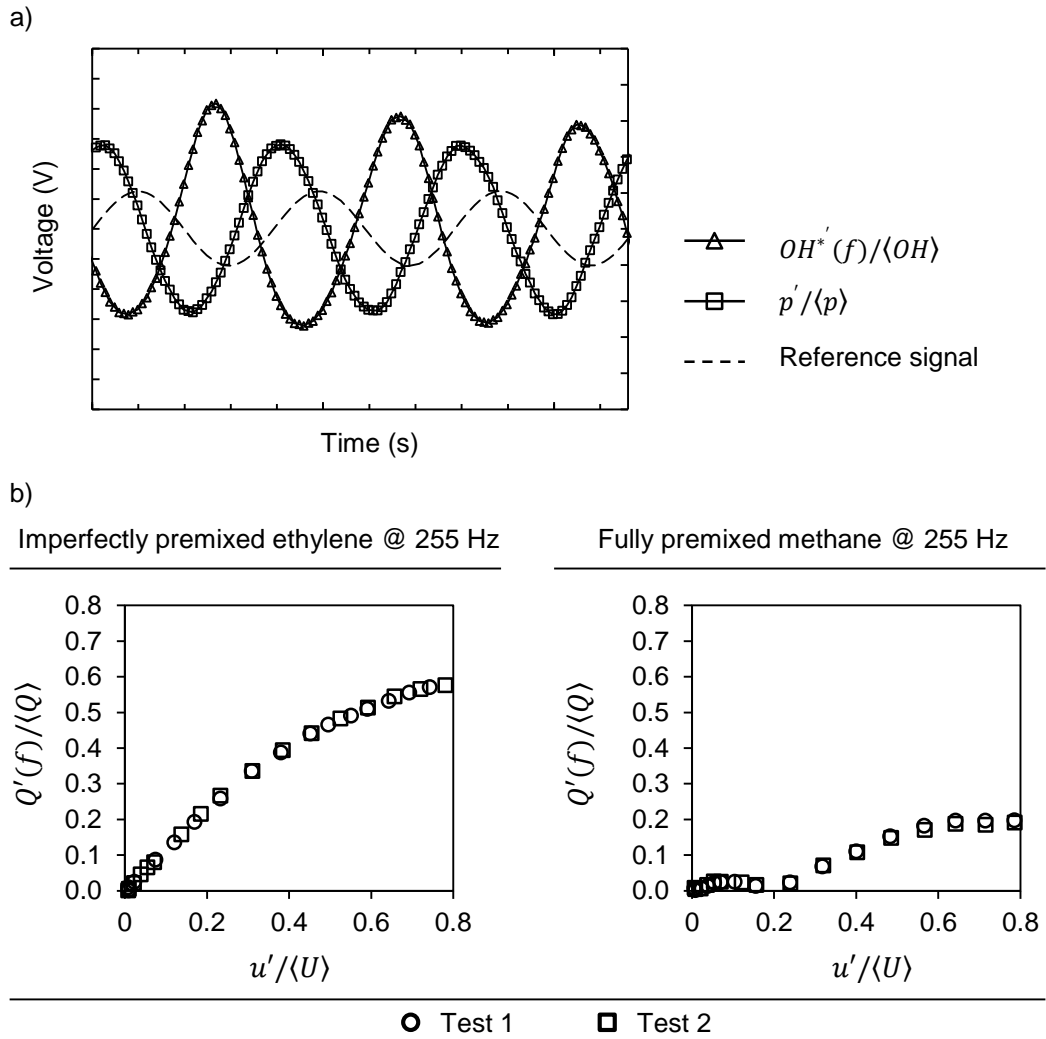 a)
Voltage (V)
Time (s)
OH*′(f)/⟨OH⟩
p′/⟨p⟩
Reference signal
b)
Imperfectly premixed ethylene @ 255 Hz
Fully premixed methane @ 255 Hz
0.8
0.7
0.6
0.5
0.4
0.3
0.2
0.1
0.0
Q′(f)/⟨Q⟩
0 0.2 0.4 0.6 0.8
u′/⟨U⟩
0.8
0.7
0.6
0.5
0.4
0.3
0.2
0.1
0.0
Q′(f)/⟨Q⟩
0 0.2 0.4 0.6 0.8
u′/⟨U⟩
Test 1
Test 2